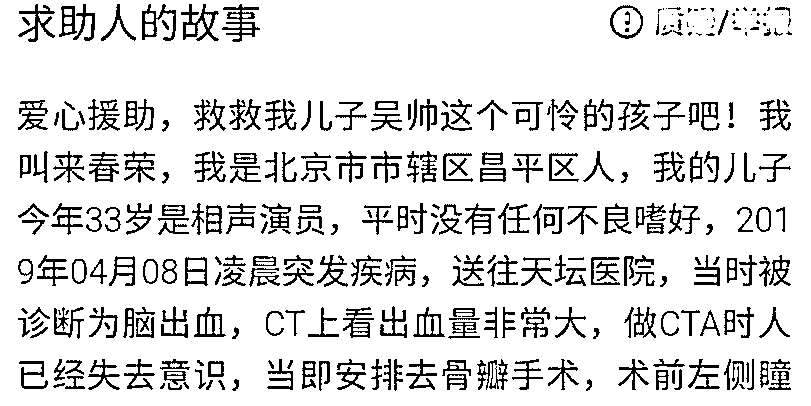 求助人的故事
质疑/举报
爱心援助，救救我儿子吴帅这个可怜的孩子吧！我
叫来春荣，我是北京市市辖区昌平区人，我的儿子
今年33岁是相声演员，平时没有任何不良嗜好，201
9年04月08日凌晨突发疾病，送往天坛医院，当时被
诊断为脑出血，CT上看出血量非常大，做CTA时人
已经失去意识，当即安排去骨瓣手术，术前左侧瞳